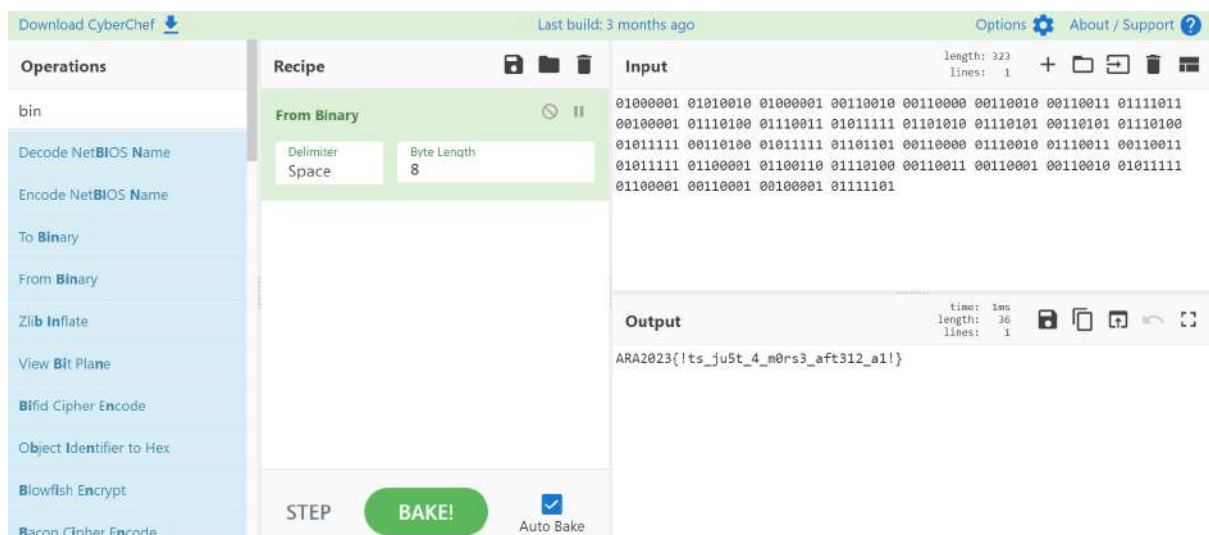 Download CyberChef
Last build: 3 months ago
Options
About / Support
Operations
bin
Decode NetBIOS Name
Encode NetBIOS Name
To Binary
From Binary
Zlib Inflate
View Bit Plane
Bifid Cipher Encode
Object Identifier to Hex
Blowfish Encrypt
Bacon Cipher Encode
Recipe
From Binary
Delimiter
Space
Byte Length
8
STEP
BAKE!
Auto Bake
Input
length: 323
lines: 1
01000001 01010010 01000001 00110010 00110000 00110010 00110011 01111011
00100001 01110100 01110011 01011111 01101010 01110101 00110101 01110100
01011111 00110100 01011111 01101101 00110000 01110010 01110011 00110011
01011111 01100001 01100110 01110100 00110011 00110001 00110010 01011111
01100001 00110001 00100001 01111101
Output
time: 1ms
length: 36
lines: 1
ARA2023{!ts_ju5t_4_m0rs3_aft312_a1!}